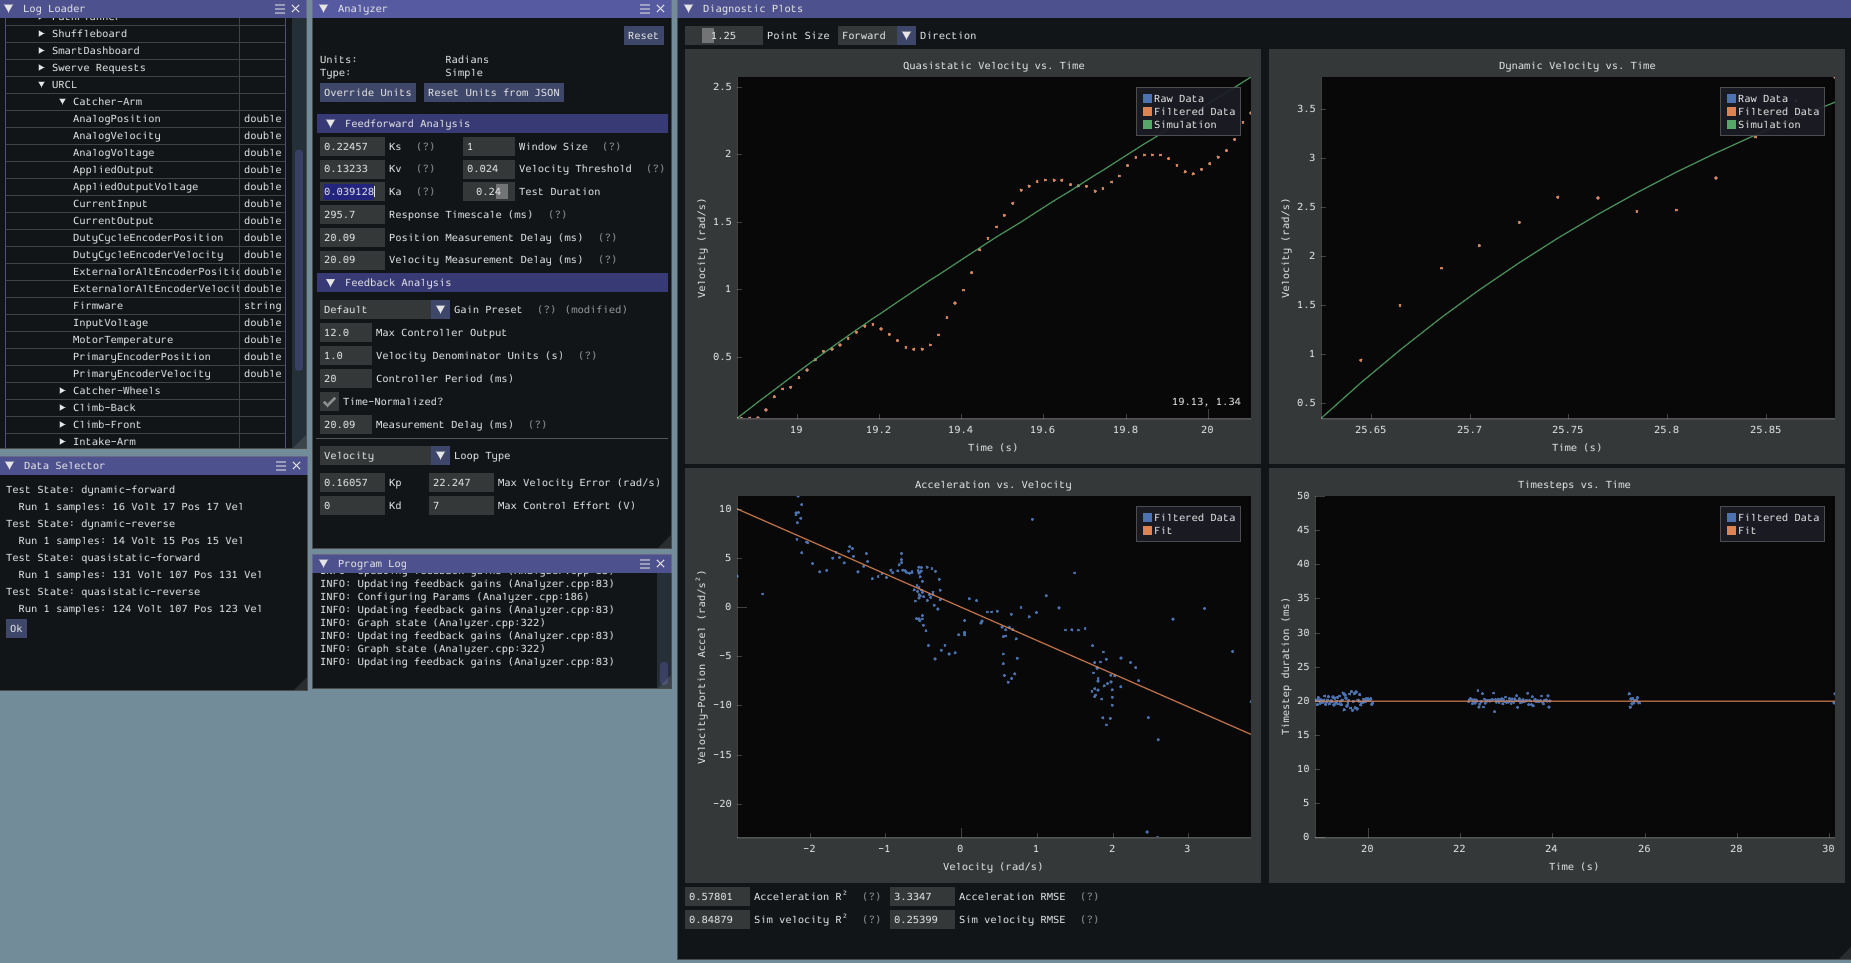 Log Loader
Shuffleboard
SmartDashboard
Swerve Requests
URCL
Catcher-Arm
AnalogPosition double
AnalogVelocity double
AnalogVoltage double
AppliedOutput double
AppliedOutputVoltage double
CurrentInput double
CurrentOutput double
DutyCycleEncoderPosition double
DutyCycleEncoderVelocity double
ExternalorAltEncoderPositio double
ExternalorAltEncoderVelocit double
Firmware string
InputVoltage double
MotorTemperature double
PrimaryEncoderPosition double
PrimaryEncoderVelocity double
Catcher-Wheels
Climb-Back
Climb-Front
Intake-Arm
Data Selector
Test State: dynamic-forward
Run 1 samples: 16 Volt 17 Pos 17 Vel
Test State: dynamic-reverse
Run 1 samples: 14 Volt 15 Pos 15 Vel
Test State: quasistatic-forward
Run 1 samples: 131 Volt 107 Pos 131 Vel
Test State: quasistatic-reverse
Run 1 samples: 124 Volt 107 Pos 123 Vel
Ok
Analyzer
Reset
Units: Radians
Type: Simple
Override Units Reset Units from JSON
Feedforward Analysis
0.22457 Ks (?) 1 Window Size (?)
0.13233 Kv (?) 0.024 Velocity Threshold (?)
0.039128 Ka (?) 0.24 Test Duration
295.7 Response Timescale (ms) (?)
20.09 Position Measurement Delay (ms) (?)
20.09 Velocity Measurement Delay (ms) (?)
Feedback Analysis
Default Gain Preset (?) (modified)
12.0 Max Controller Output
1.0 Velocity Denominator Units (s) (?)
20 Controller Period (ms)
Time-Normalized?
20.09 Measurement Delay (ms) (?)
Velocity Loop Type
0.16057 Kp 22.247 Max Velocity Error (rad/s)
0 Kd 7 Max Control Effort (V)
Program Log
INFO: Updating feedback gains (Analyzer.cpp:83)
INFO: Configuring Params (Analyzer.cpp:186)
INFO: Updating feedback gains (Analyzer.cpp:83)
INFO: Graph state (Analyzer.cpp:322)
INFO: Updating feedback gains (Analyzer.cpp:83)
INFO: Graph state (Analyzer.cpp:322)
INFO: Updating feedback gains (Analyzer.cpp:83)
Diagnostic Plots
1.25 Point Size Forward Direction
Quasistatic Velocity vs. Time
Raw Data
Filtered Data
Simulation
2.5
2
1.5
1
0.5
Velocity (rad/s)
19.13, 1.34
19 19.2 19.4 19.6 19.8 20
Time (s)
Dynamic Velocity vs. Time
Raw Data
Filtered Data
Simulation
3.5
3
2.5
2
1.5
1
0.5
Velocity (rad/s)
25.65 25.7 25.75 25.8 25.85
Time (s)
Acceleration vs. Velocity
Filtered Data
Fit
10
5
0
−5
−10
−15
−20
Velocity-Portion Accel (rad/s²)
−2 −1 0 1 2 3
Velocity (rad/s)
Timesteps vs. Time
Filtered Data
Fit
50
45
40
35
30
25
20
15
10
5
0
Timestep duration (ms)
20 22 24 26 28 30
Time (s)
0.57801 Acceleration R² (?) 3.3347 Acceleration RMSE (?)
0.84879 Sim velocity R² (?) 0.25399 Sim velocity RMSE (?)